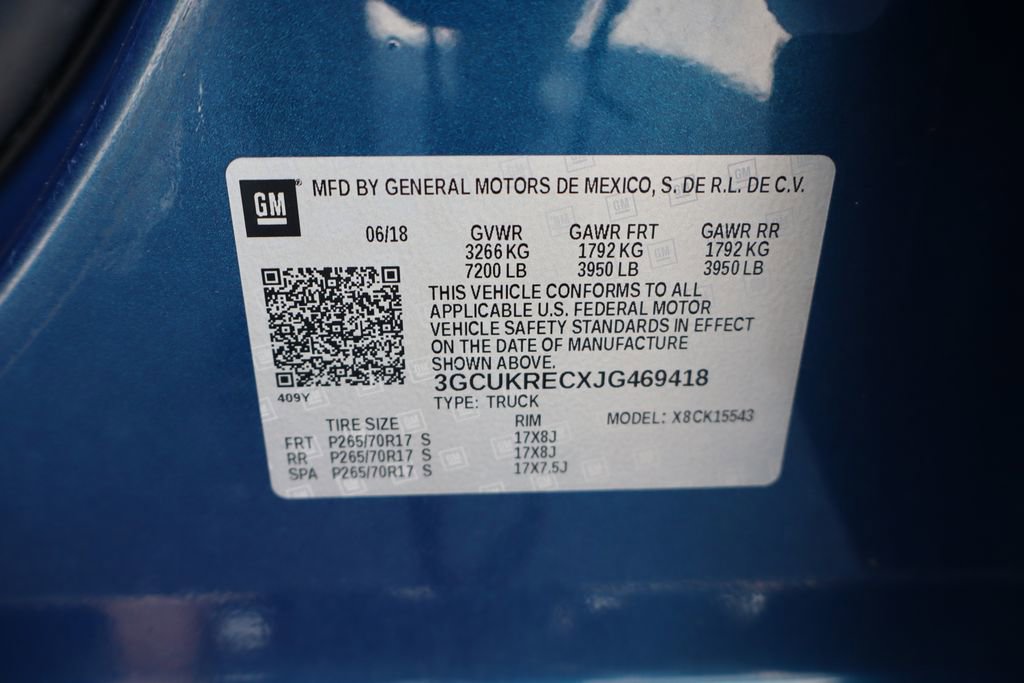 GM
MFD BY GENERAL MOTORS DE MEXICO, S. DE R.L. DE C.V.
06/18 GVWR GAWR FRT GAWR RR
3266 KG 1792 KG 1792 KG
7200 LB 3950 LB 3950 LB
THIS VEHICLE CONFORMS TO ALL
APPLICABLE U.S. FEDERAL MOTOR
VEHICLE SAFETY STANDARDS IN EFFECT
ON THE DATE OF MANUFACTURE
SHOWN ABOVE.
3GCUKRECXJG469418
409Y
TYPE: TRUCK
TIRE SIZE RIM MODEL: X8CK15543
FRT P265/70R17 S 17X8J
RR P265/70R17 S 17X8J
SPA P265/70R17 S 17X7.5J